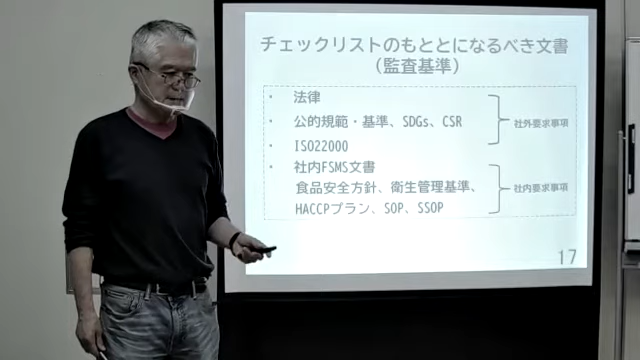 チェックリストのもととになるべき文書
（監査基準）
・ 法律
・ 公的規範・基準、SDGs、CSR
・ ISO22000
社外要求事項
・ 社内FSMS文書
食品安全方針、衛生管理基準、
HACCPプラン、SOP、SSOP
社内要求事項
17